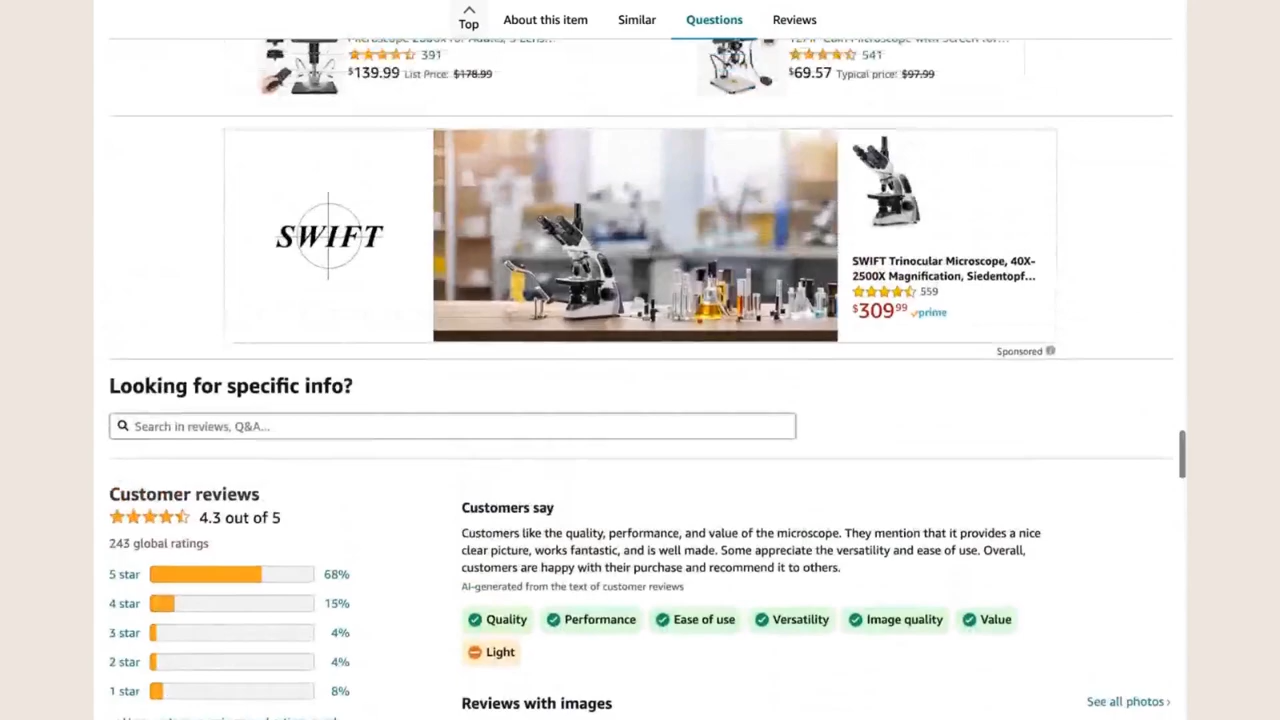 Top
About this item
Similar
Questions
Reviews
391
$139.99 List Price: $178.99
541
$69.57 Typical price: $97.99
SWIFT
SWIFT Trinocular Microscope, 40X-
2500X Magnification, Siedentopf...
559
$309.99 prime
Sponsored
Looking for specific info?
Search in reviews, Q&A...
Customer reviews
4.3 out of 5
243 global ratings
5 star 68%
4 star 15%
3 star 4%
2 star 4%
1 star 8%
Customers say
Customers like the quality, performance, and value of the microscope. They mention that it provides a nice
clear picture, works fantastic, and is well made. Some appreciate the versatility and ease of use. Overall,
customers are happy with their purchase and recommend it to others.
AI-generated from the text of customer reviews
Quality
Performance
Ease of use
Versatility
Image quality
Value
Light
Reviews with images
See all photos ›